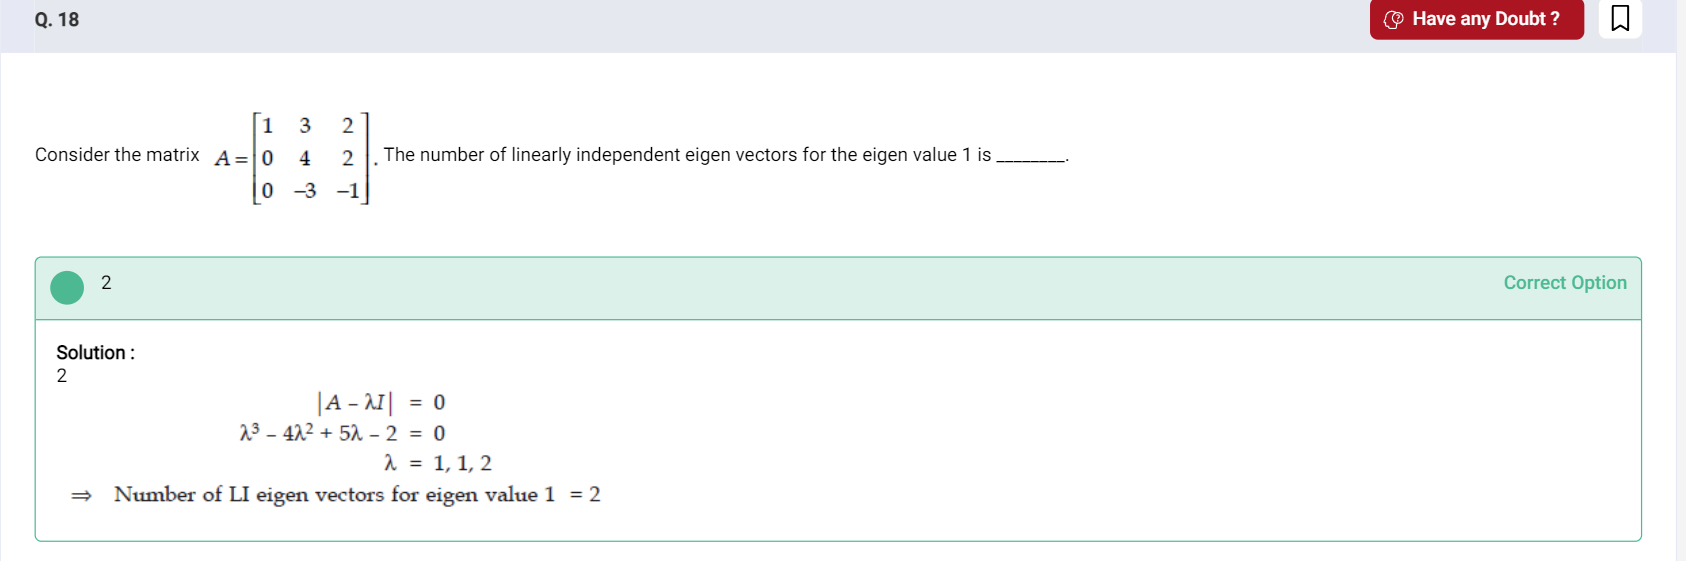 Q. 18
Have any Doubt ?
Consider the matrix A = [1 3 2
0 4 2
0 –3 –1]. The number of linearly independent eigen vectors for the eigen value 1 is ________.
2
Correct Option
Solution :
2
|A – λI| = 0
λ³ – 4λ² + 5λ – 2 = 0
λ = 1, 1, 2
⇒ Number of LI eigen vectors for eigen value 1 = 2